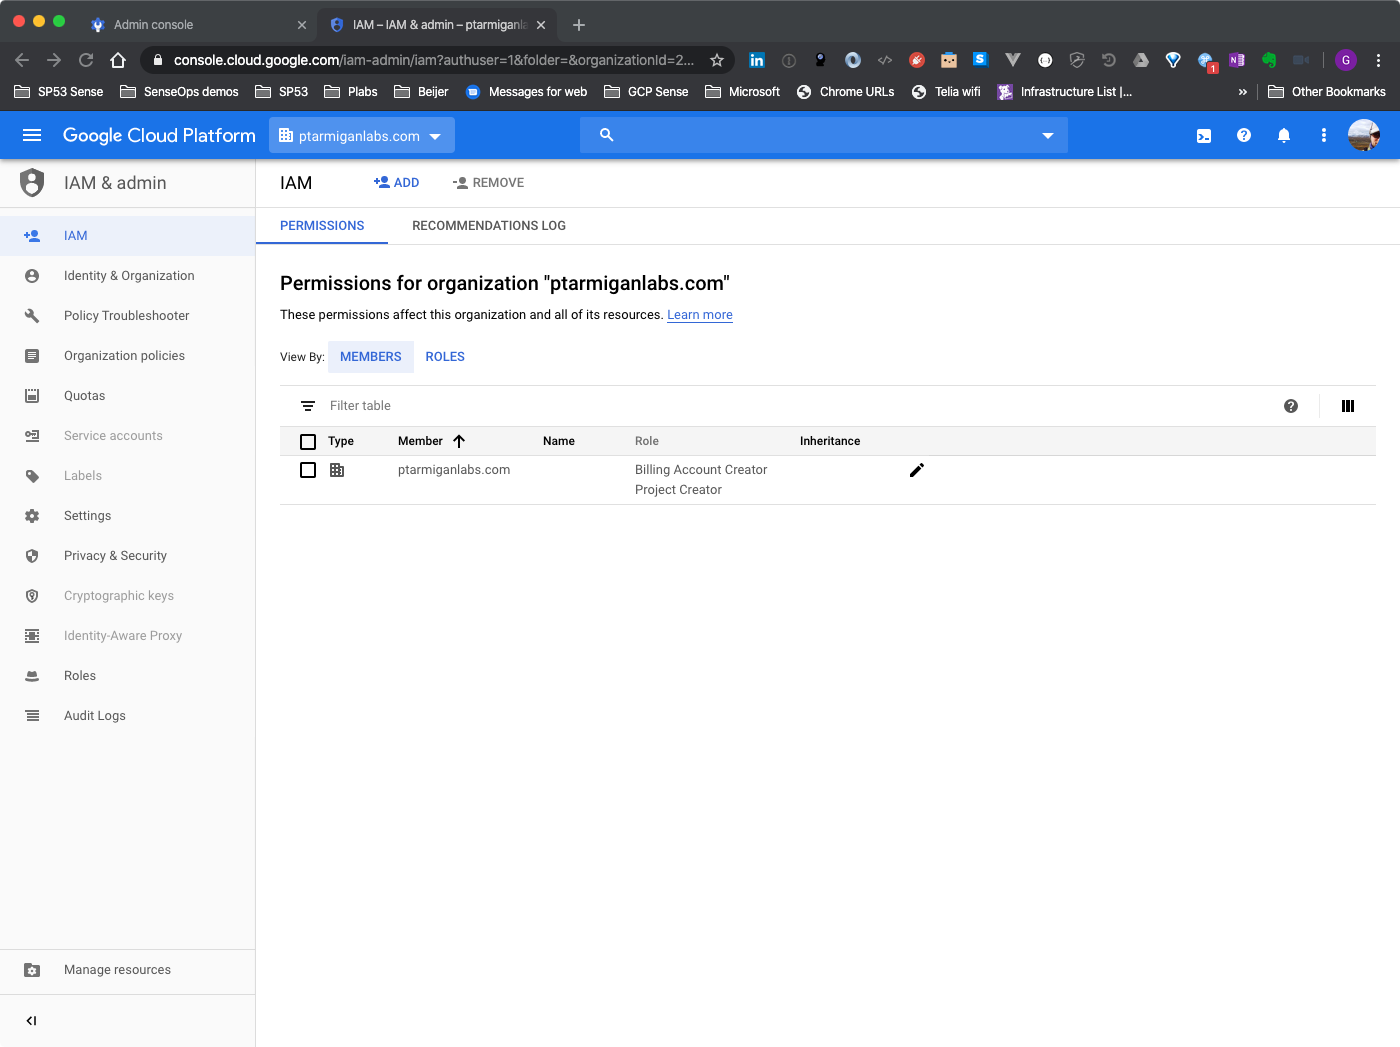 Admin console
IAM – IAM & admin – ptarmiganla
console.cloud.google.com/iam-admin/iam?authuser=1&folder=&organizationId=2...
1
G
SP53 Sense
SenseOps demos
SP53
Plabs
Beijer
Messages for web
GCP Sense
Microsoft
Chrome URLs
Telia wifi
Infrastructure List |...
»
Other Bookmarks
Google Cloud Platform
ptarmiganlabs.com
IAM & admin
IAM
ADD
REMOVE
PERMISSIONS
RECOMMENDATIONS LOG
IAM
Identity & Organization
Policy Troubleshooter
Organization policies
Quotas
Service accounts
Labels
Settings
Privacy & Security
Cryptographic keys
Identity-Aware Proxy
Roles
Audit Logs
Manage resources
Permissions for organization "ptarmiganlabs.com"
These permissions affect this organization and all of its resources. Learn more
View By: MEMBERS ROLES
Filter table
Type Member Name Role Inheritance
ptarmiganlabs.com Billing Account Creator
Project Creator